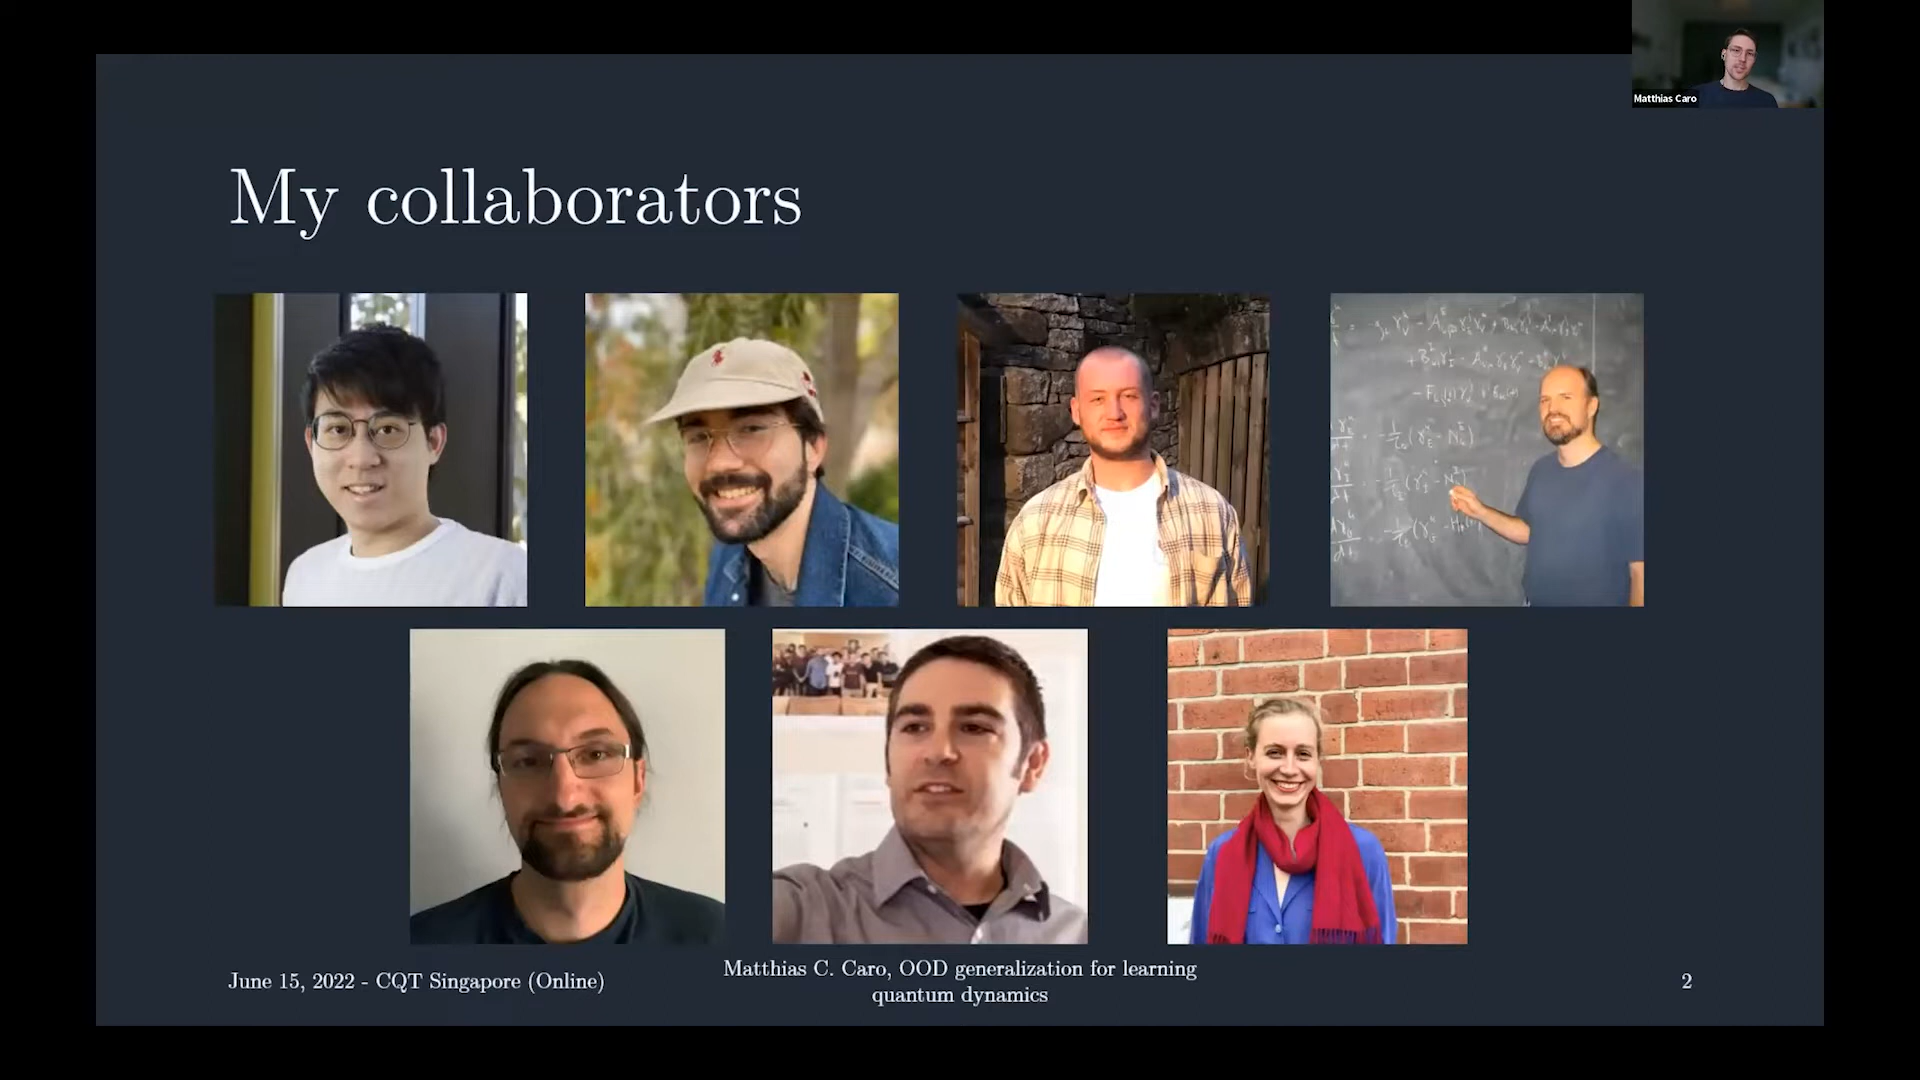 Matthias Caro
My collaborators
June 15, 2022 - CQT Singapore (Online)
Matthias C. Caro, OOD generalization for learning
quantum dynamics
2